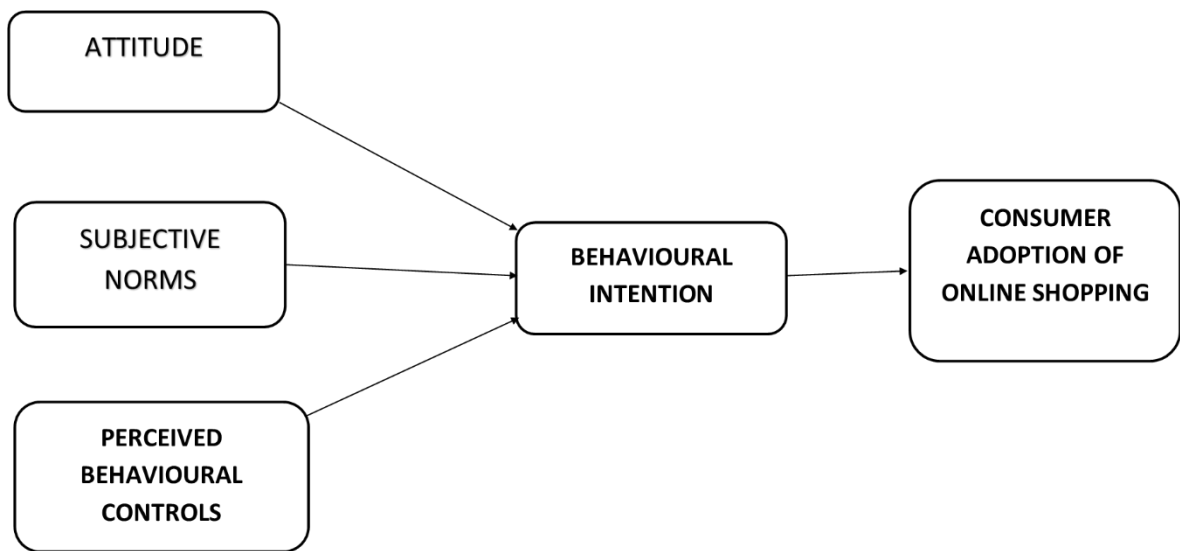 ATTITUDE
SUBJECTIVE
NORMS
PERCEIVED
BEHAVIOURAL
CONTROLS
BEHAVIOURAL
INTENTION
CONSUMER
ADOPTION OF
ONLINE SHOPPING